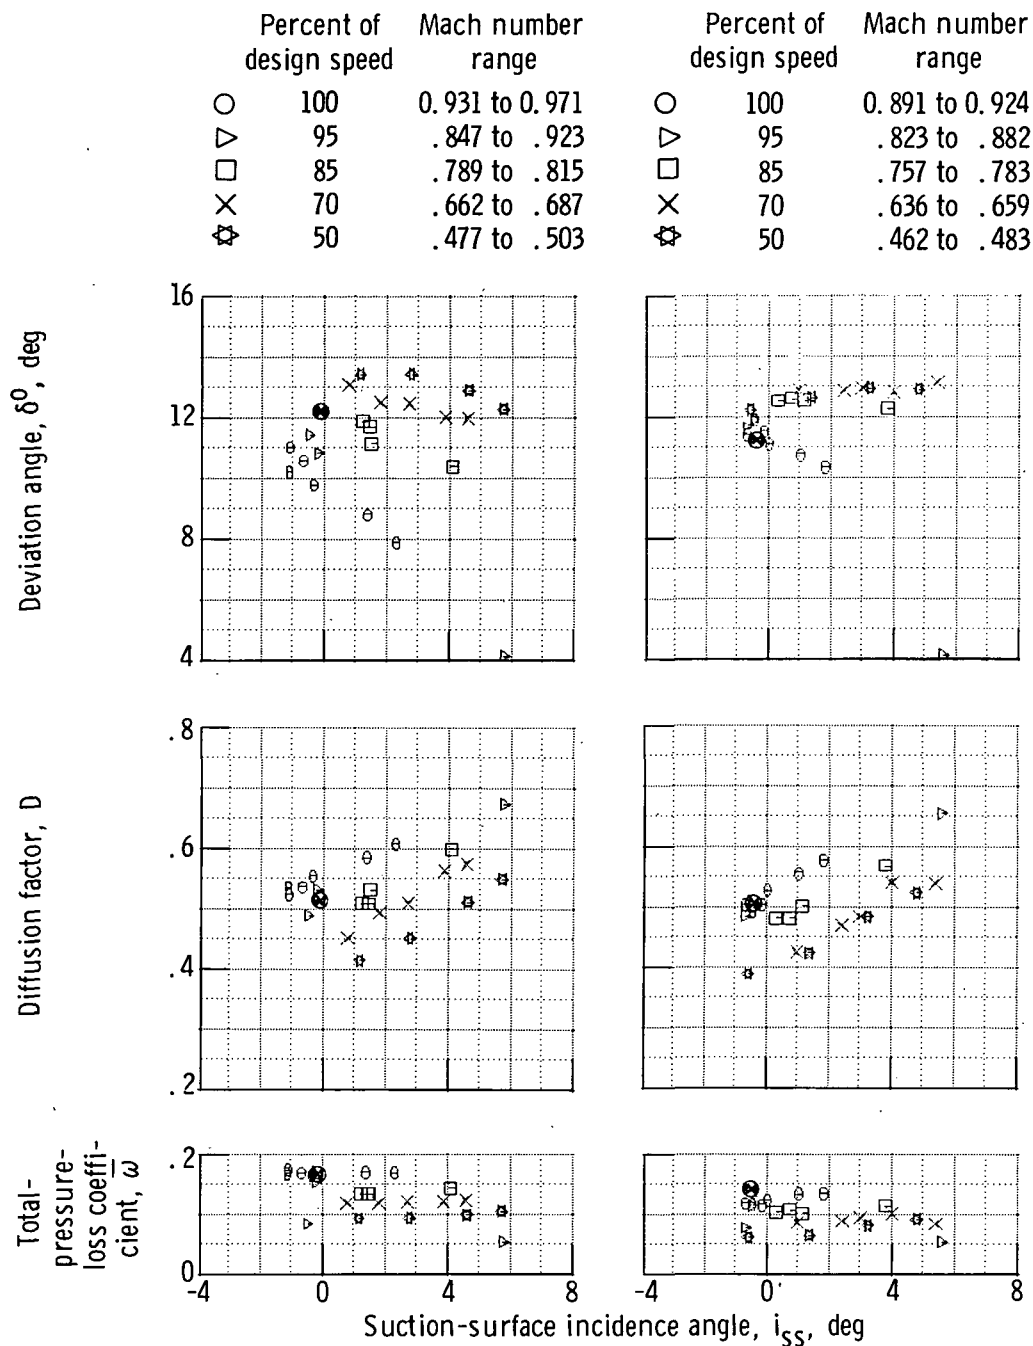 Percent of design speed Mach number range
100 0.931 to 0.971
95 .847 to .923
85 .789 to .815
70 .662 to .687
50 .477 to .503
Percent of design speed Mach number range
100 0.891 to 0.924
95 .823 to .882
85 .757 to .783
70 .636 to .659
50 .462 to .483
Deviation angle, δ⁰, deg
16
12
8
4
Diffusion factor, D
.8
.6
.4
.2
Total-
pressure-
loss coeffi-
cient, ω̅
.2
.1
0
-4 0 4 8
-4 0 4 8
Suction-surface incidence angle, iss, deg